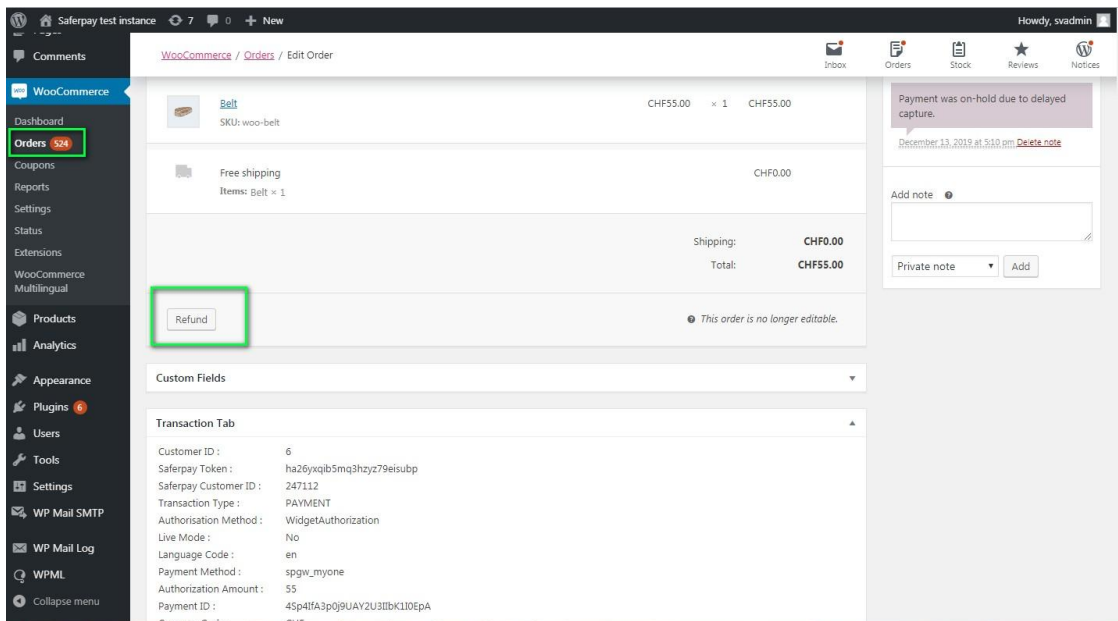 Saferpay test instance 7 0 + New Howdy, svadmin
Comments
WooCommerce
Dashboard
Orders 524
Coupons
Reports
Settings
Status
Extensions
WooCommerce
Multilingual
Products
Analytics
Appearance
Plugins 6
Users
Tools
Settings
WP Mail SMTP
WP Mail Log
WPML
Collapse menu
WooCommerce / Orders / Edit Order
Inbox
Orders
Stock
Reviews
Notices
Belt CHF55.00 × 1 CHF55.00
SKU: woo-belt
Free shipping CHF0.00
Items: Belt × 1
Shipping: CHF0.00
Total: CHF55.00
Refund
This order is no longer editable.
Custom Fields
Transaction Tab
Customer ID : 6
Saferpay Token : ha26yxqib5mq3hzyz79eisubp
Saferpay Customer ID : 247112
Transaction Type : PAYMENT
Authorisation Method : WidgetAuthorization
Live Mode : No
Language Code : en
Payment Method : spgw_myone
Authorization Amount : 55
Payment ID :
Payment was on-hold due to delayed
capture.
December 13, 2019 at 5:10 pm Delete note
Add note
Private note Add